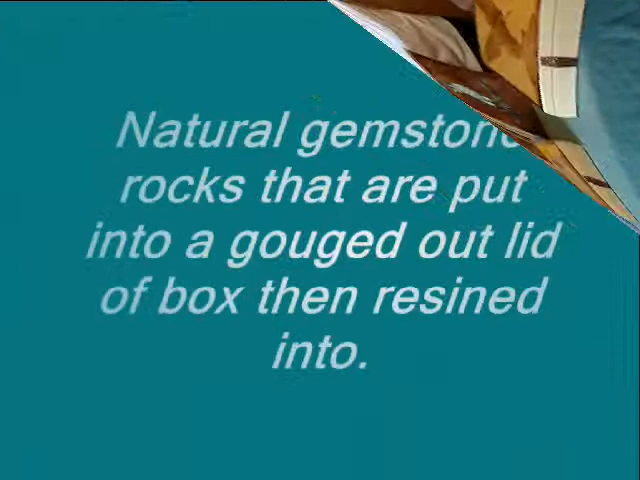 Natural gemstone
rocks that are put
into a gouged out lid
of box then resined
into.